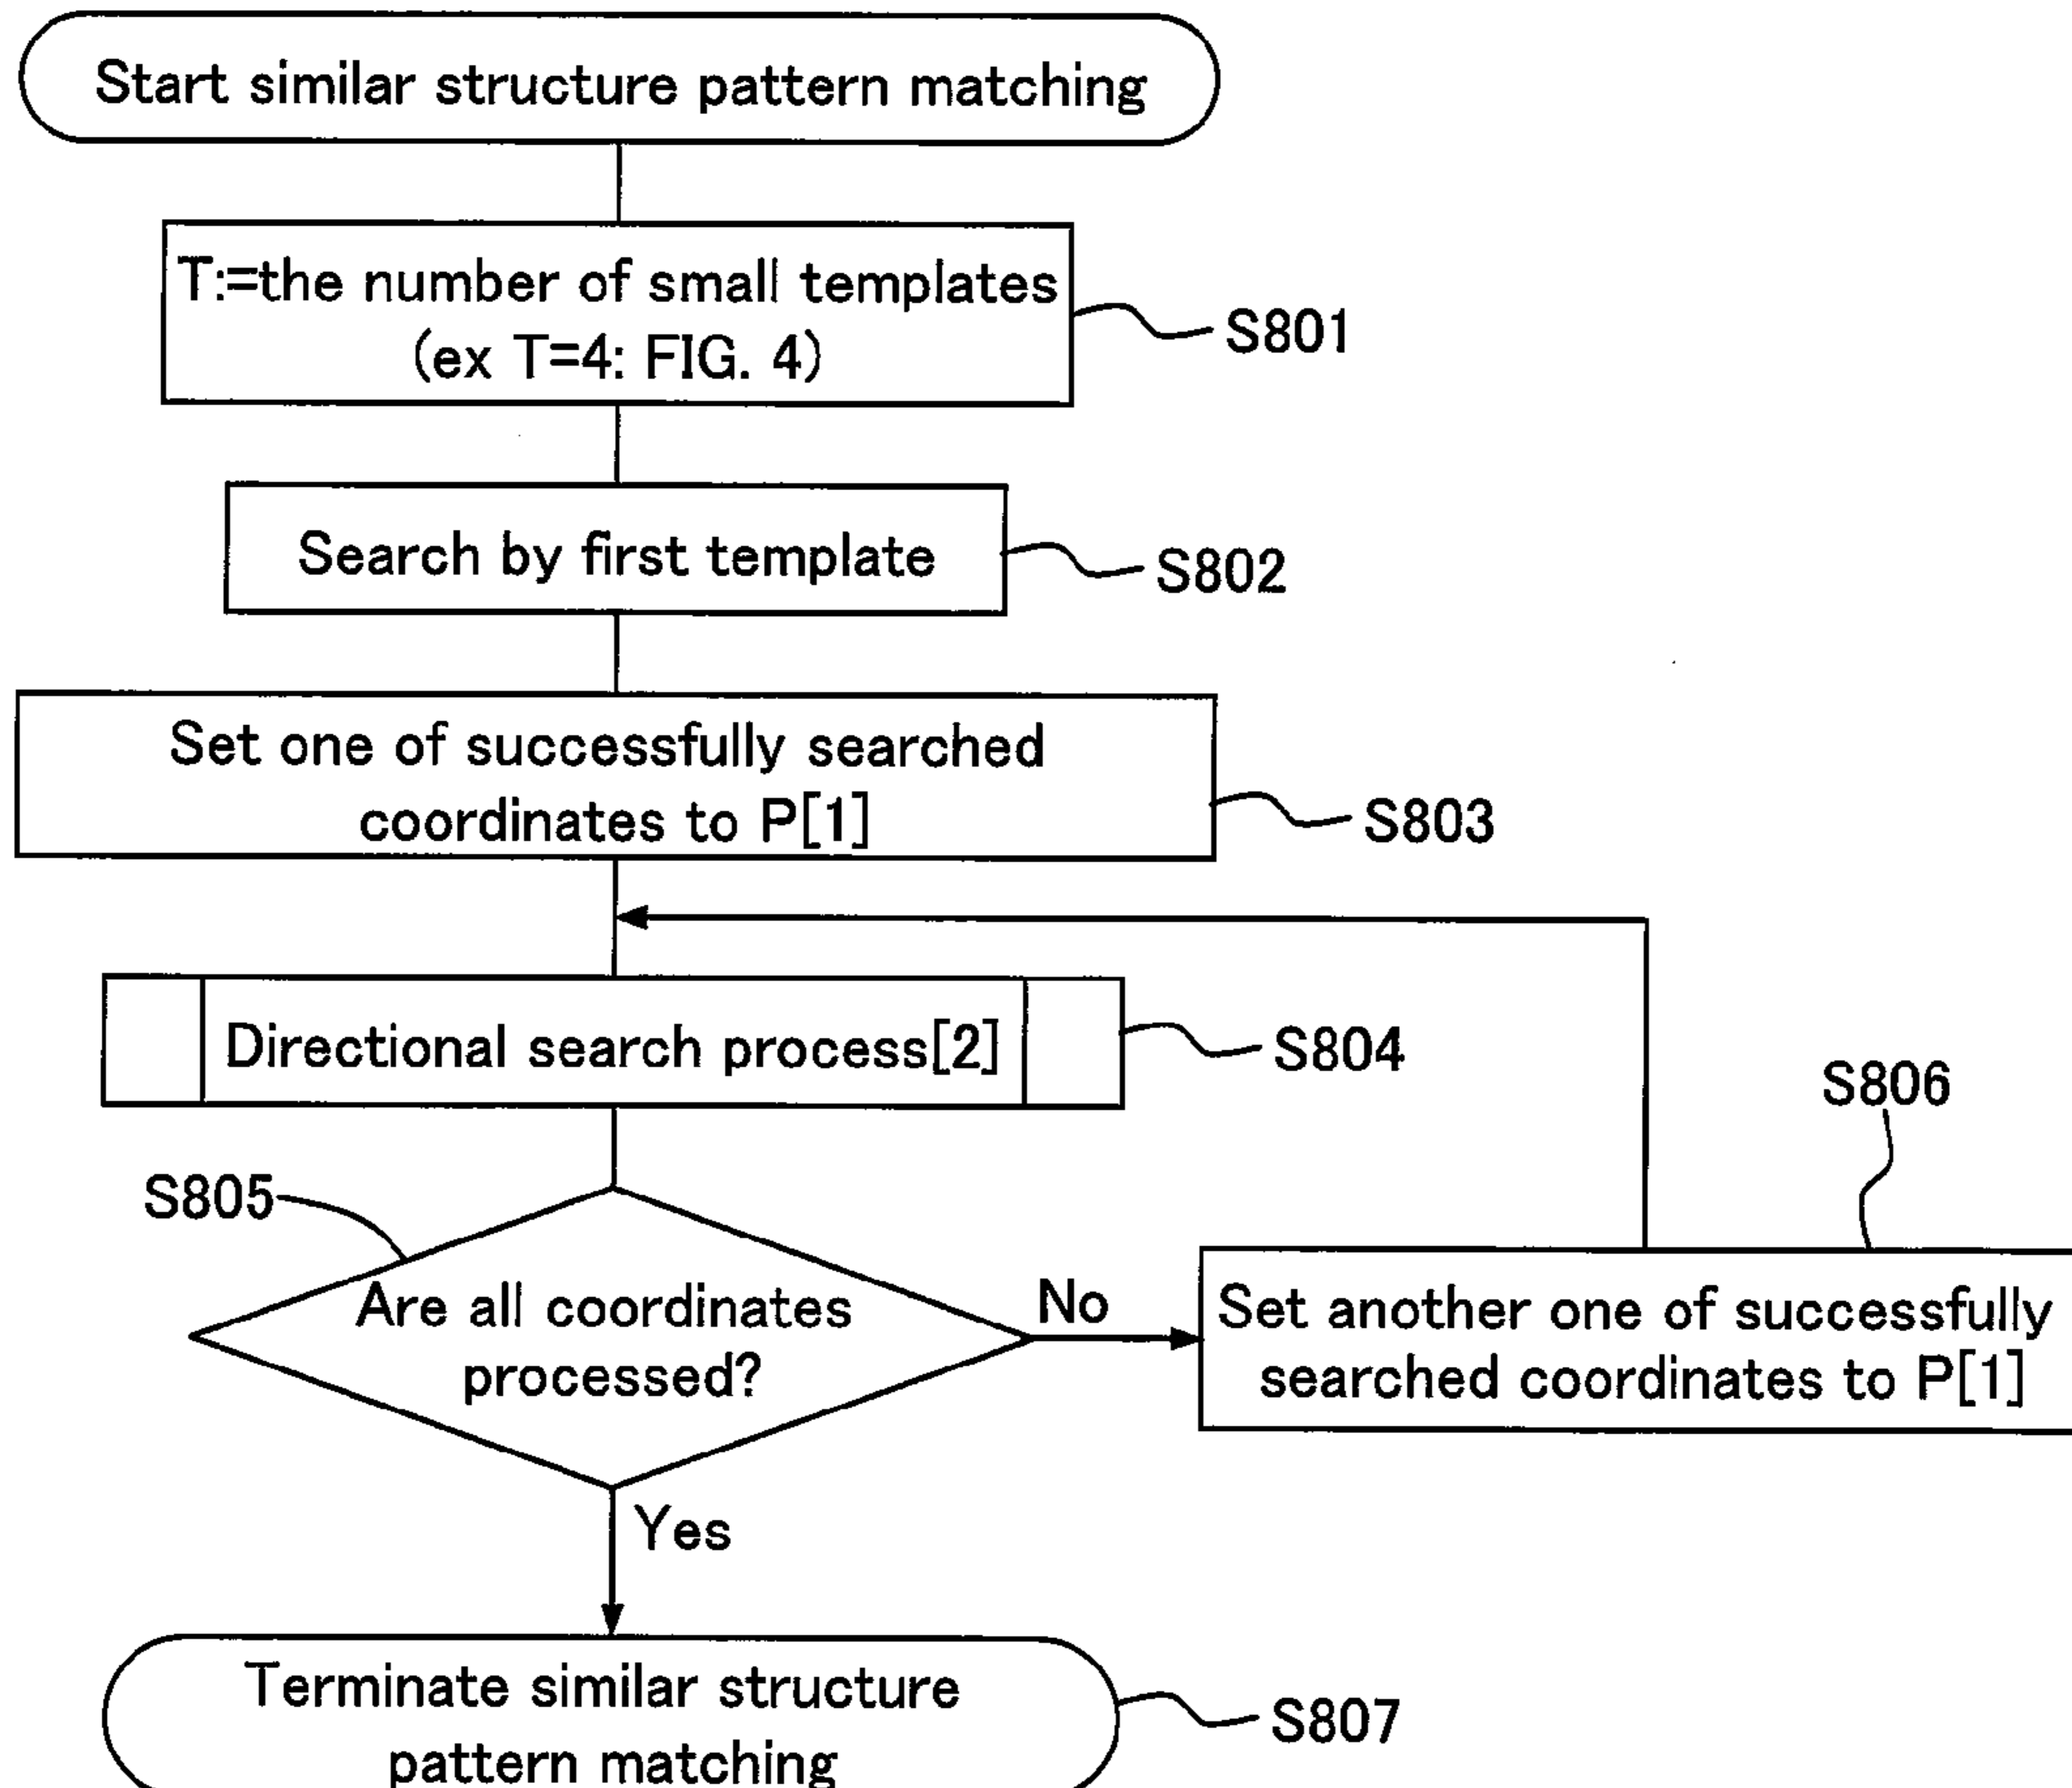 Start similar structure pattern matching
T:=the number of small templates
(ex T=4: FIG. 4)
S801
Search by first template
S802
Set one of successfully searched
coordinates to P[1]
S803
Directional search process[2]
S804
S805
Are all coordinates
processed?
No
Yes
S806
Set another one of successfully
searched coordinates to P[1]
Terminate similar structure
pattern matching
S807